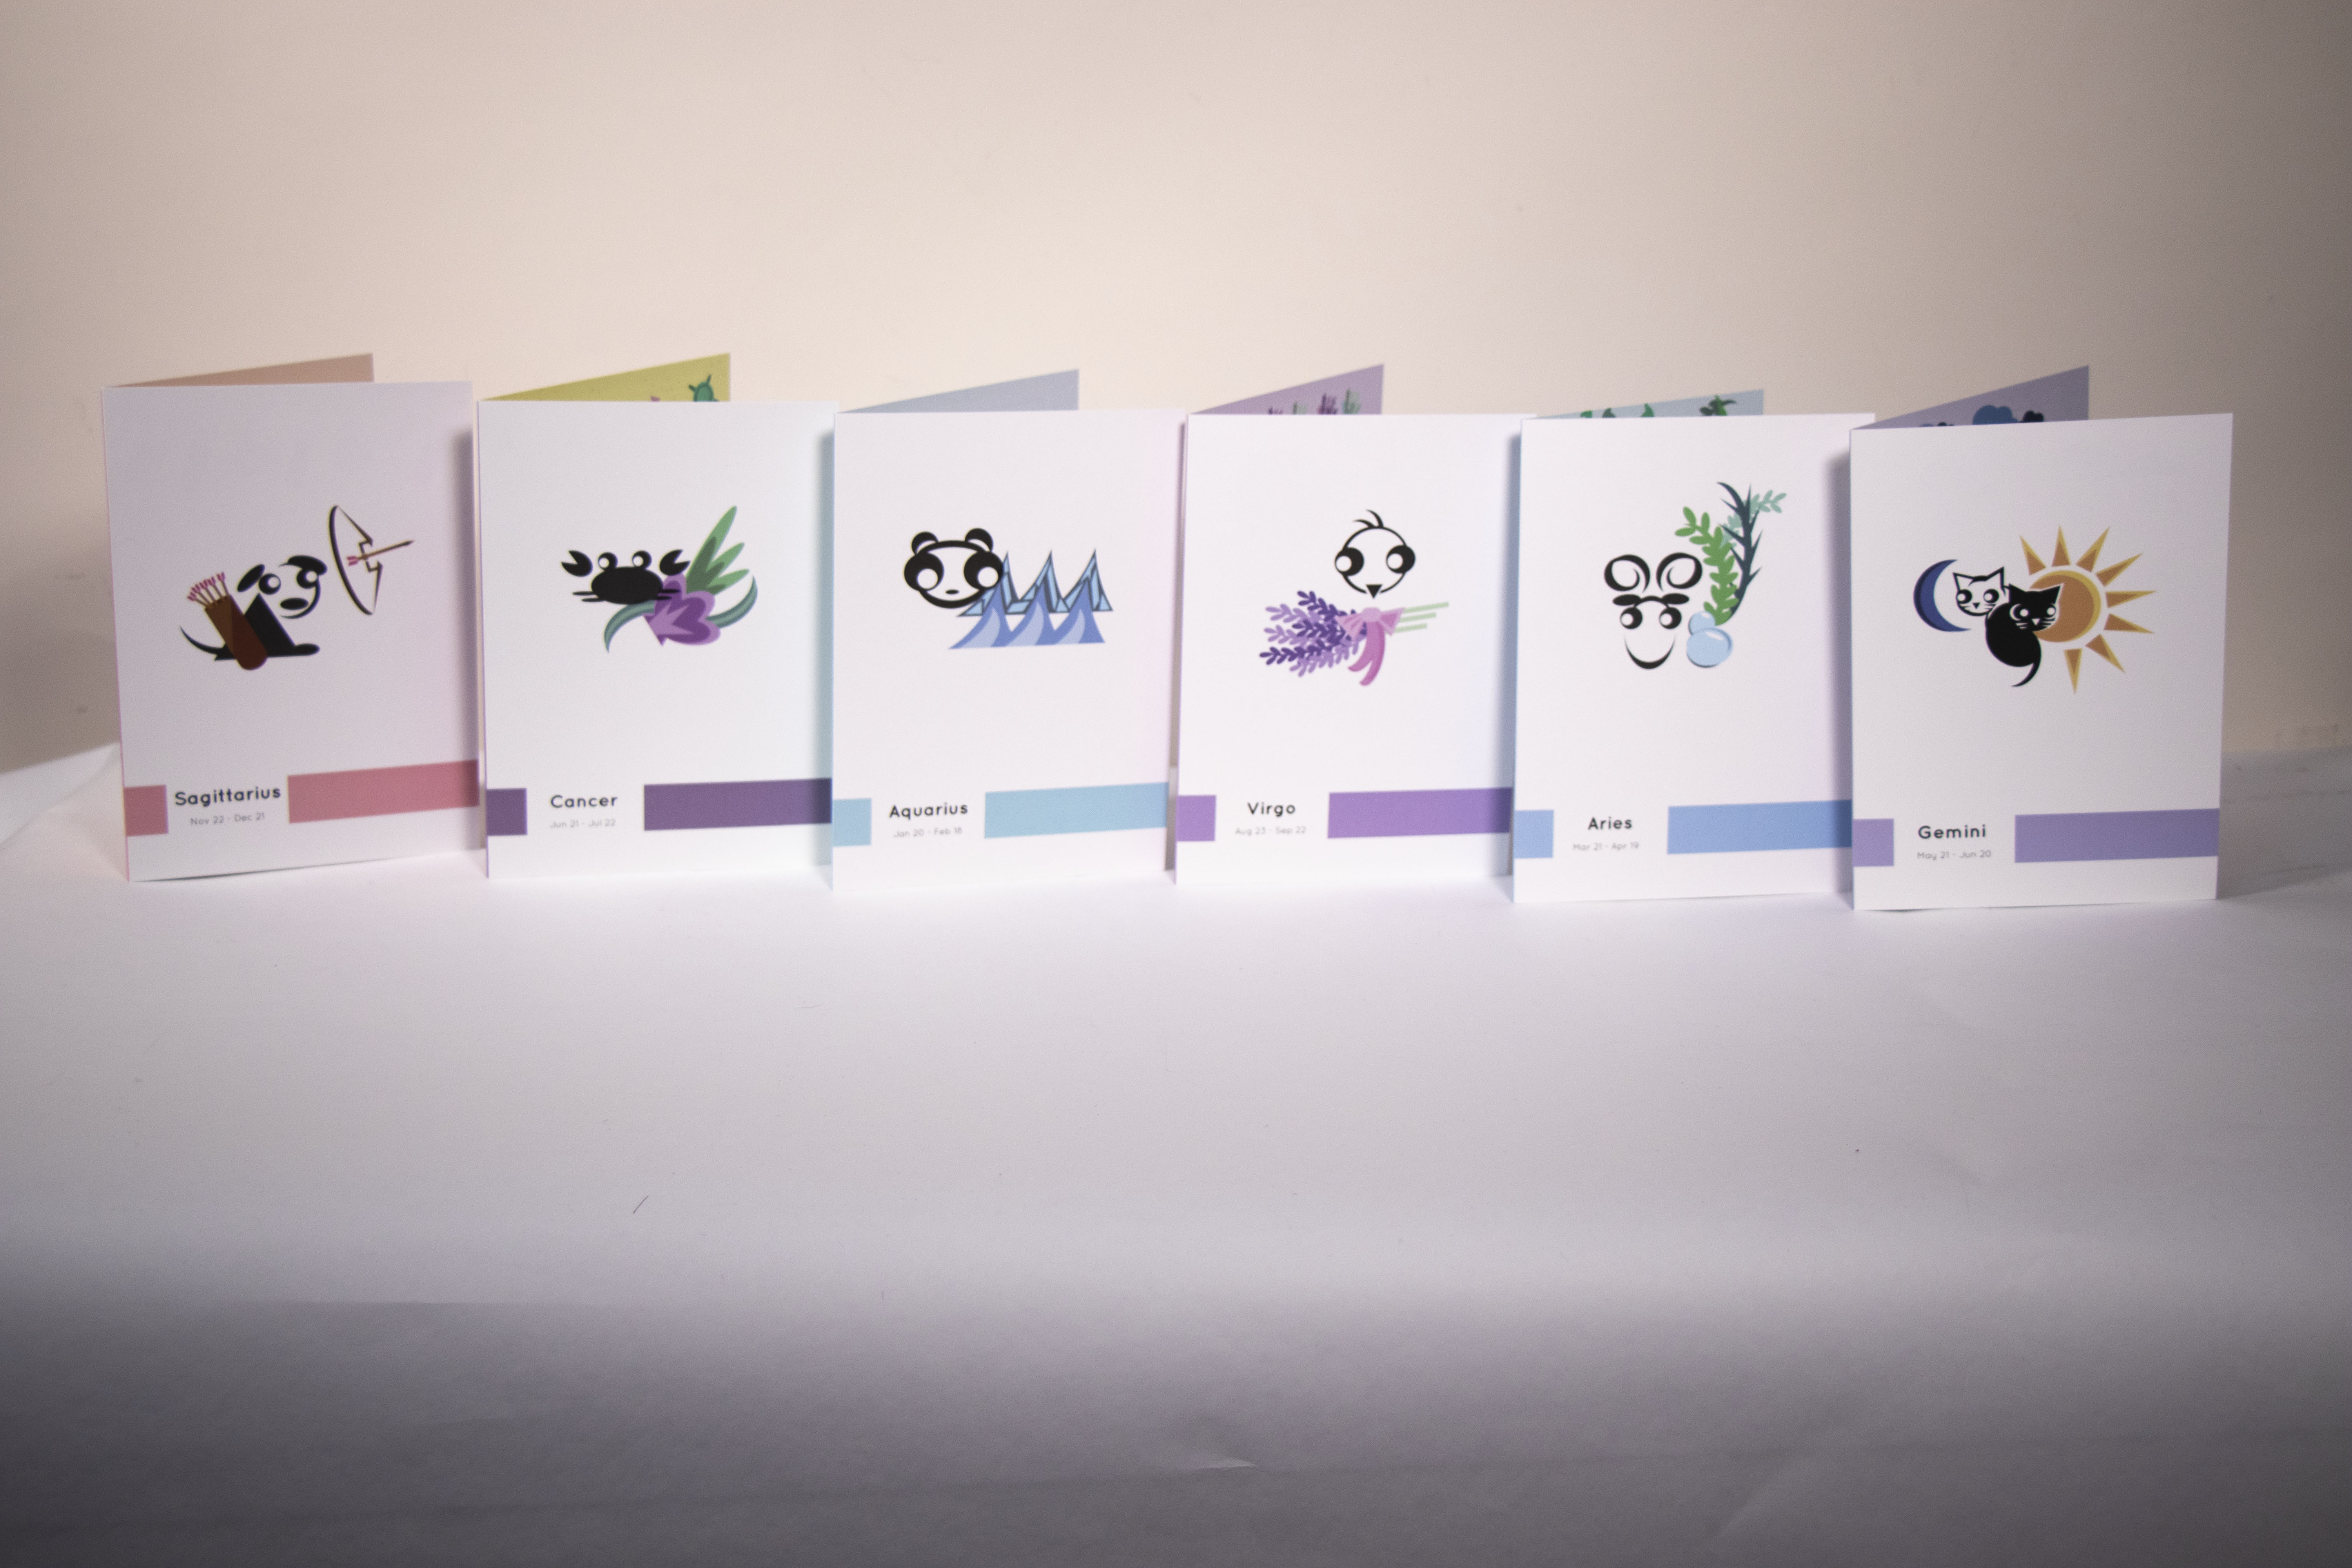 Sagittarius
Nov 22 - Dec 21
Cancer
Jun 21 - Jul 22
Aquarius
Jan 20 - Feb 18
Virgo
Aug 23 - Sep 22
Aries
Mar 21 - Apr 19
Gemini
May 21 - Jun 20